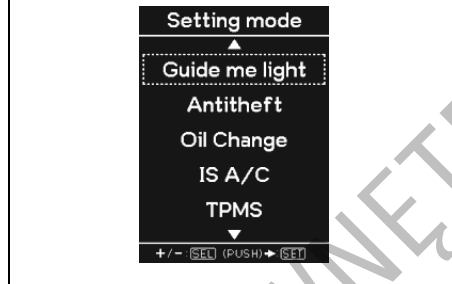 Setting mode
Guide me light
Antitheft
Oil Change
IS A/C
TPMS
+/-:SEL (PUSH)➔:SET